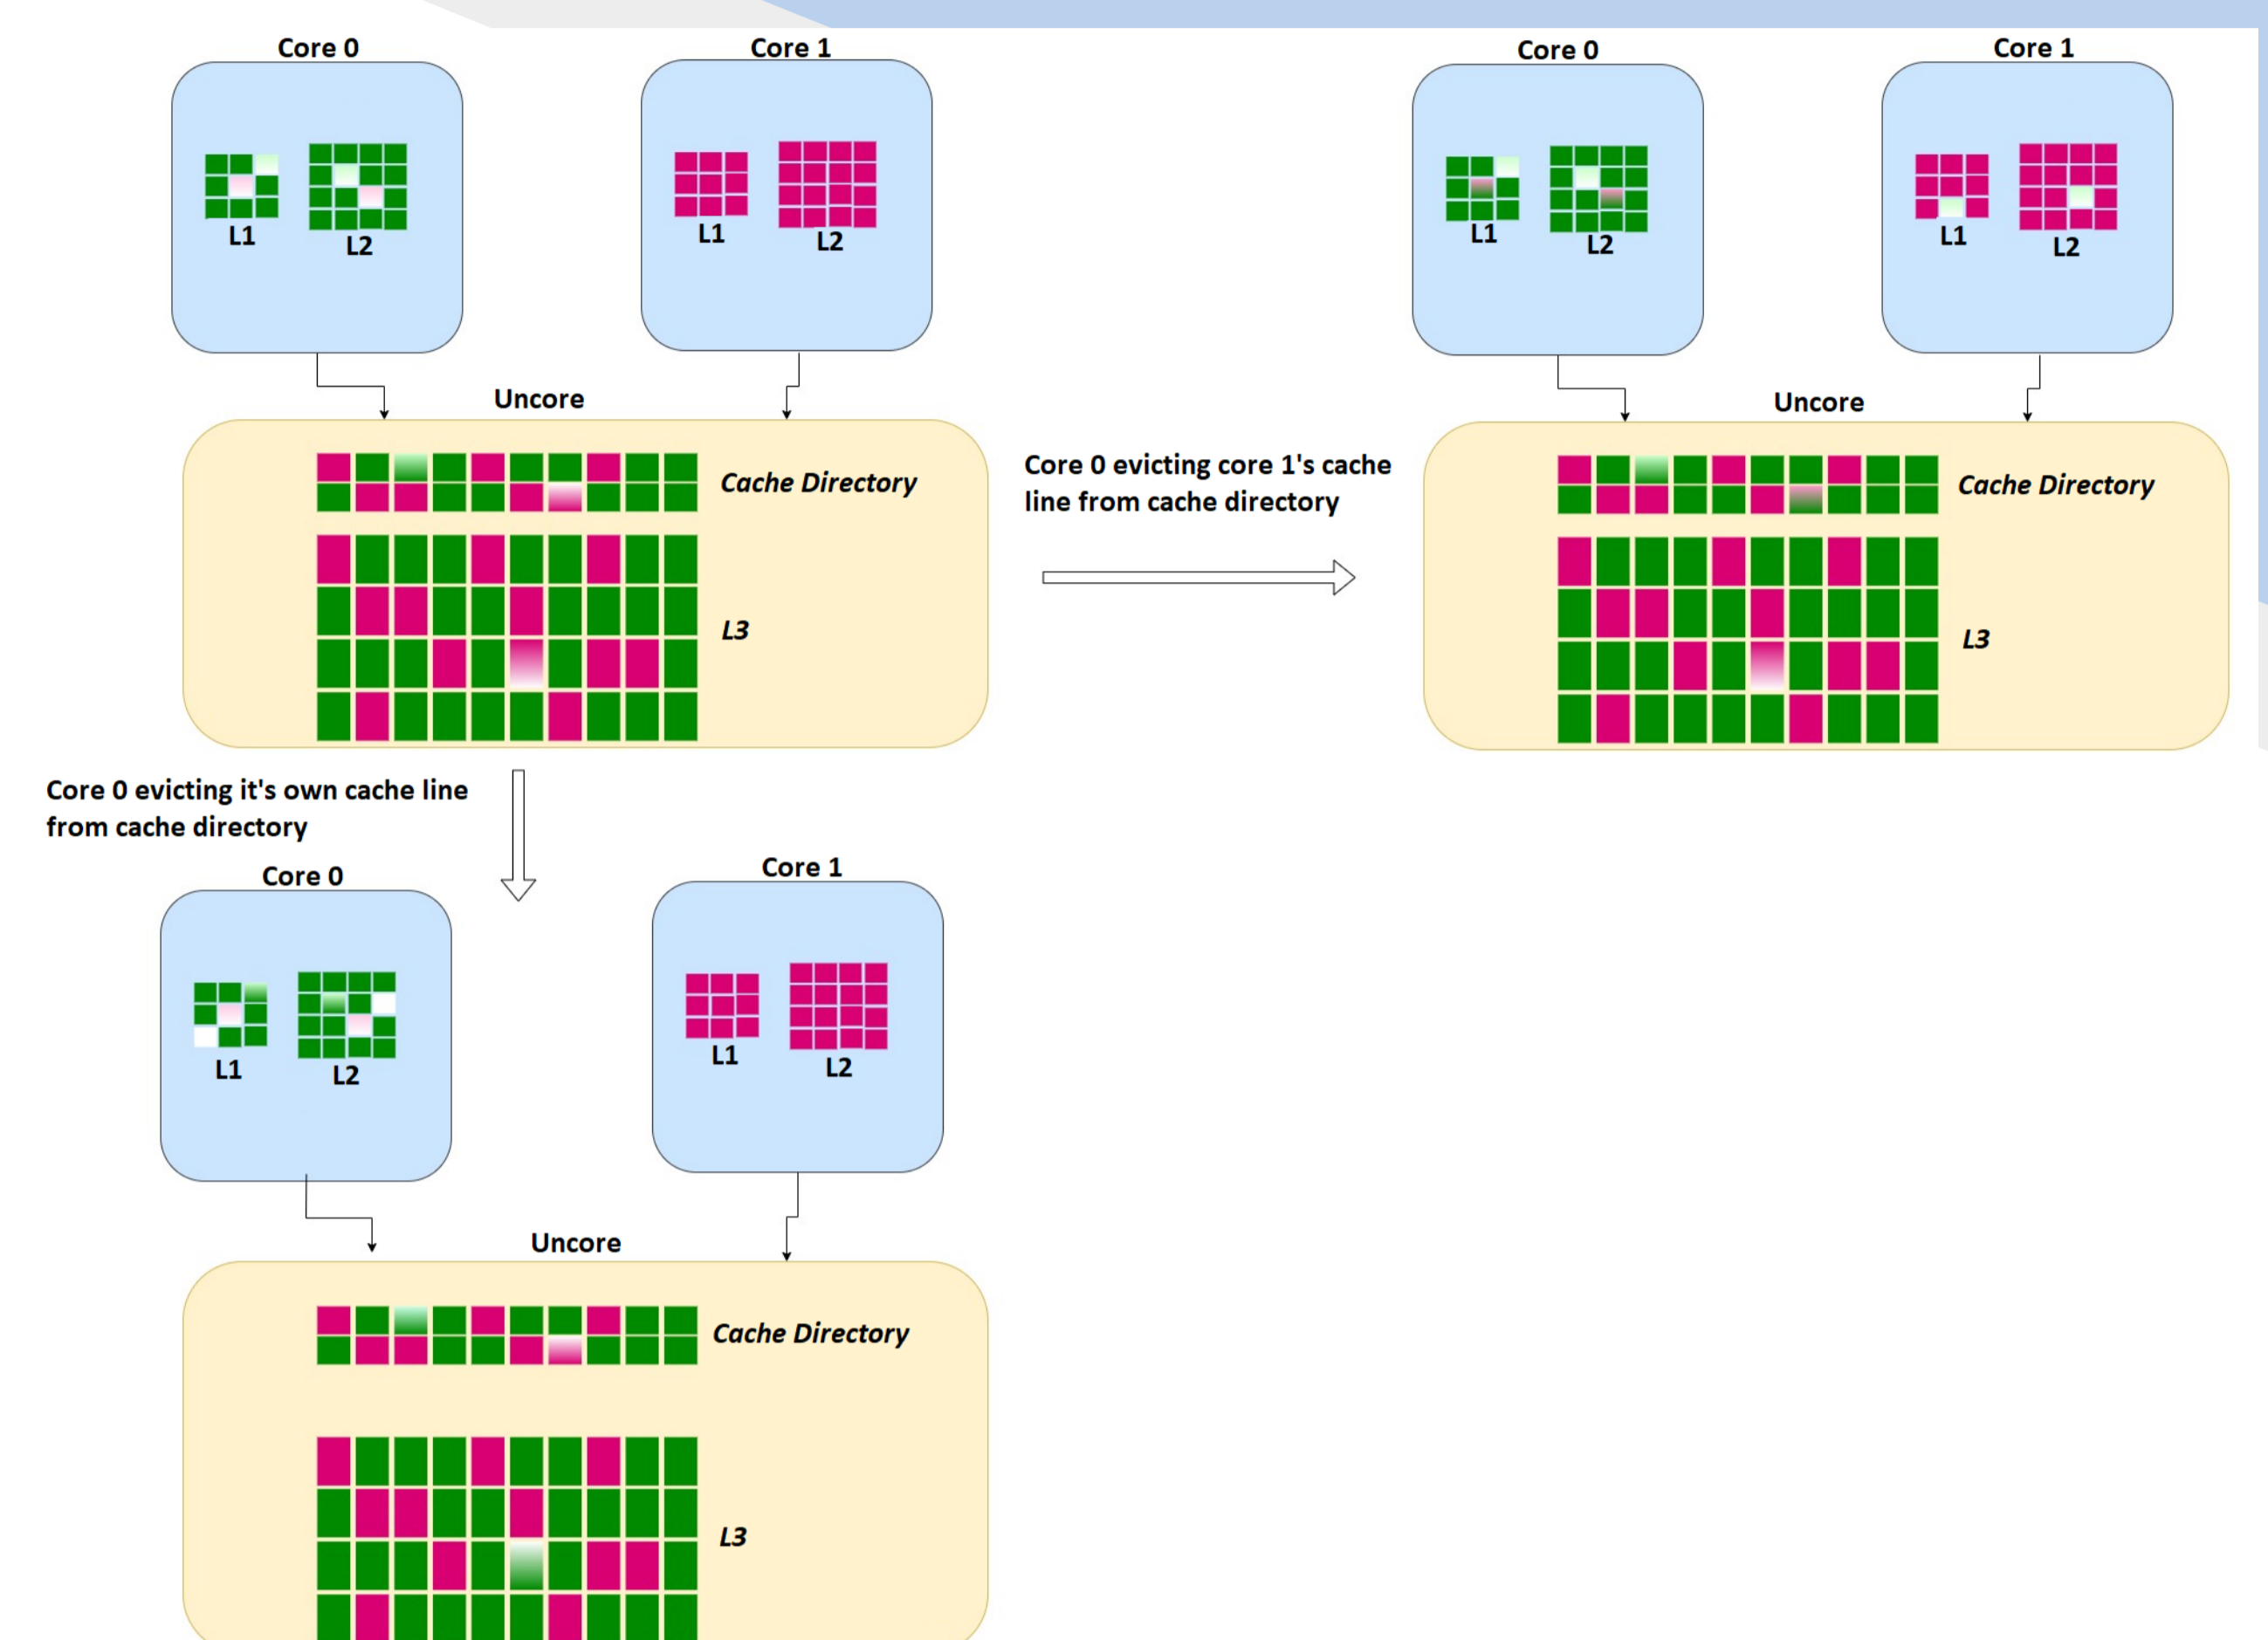 Core 0
Core 1
L1
L2
L1
L2
Uncore
Cache Directory
L3
Core 0 evicting core 1's cache
line from cache directory
Core 0
Core 1
L1
L2
L1
L2
Uncore
Cache Directory
L3
Core 0 evicting it's own cache line
from cache directory
Core 0
Core 1
L1
L2
L1
L2
Uncore
Cache Directory
L3